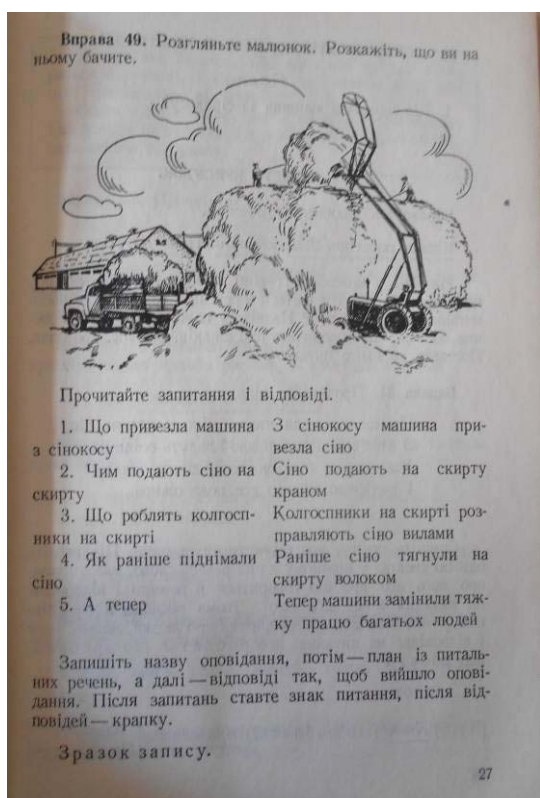 Вправа 49. Розгляньте малюнок. Розкажіть, що ви на
ньому бачите.
Прочитайте запитання і відповіді.
1. Що привезла машина
з сінокосу
З сінокосу машина при-
везла сіно
2. Чим подають сіно на
скирту
Сіно подають на скирту
краном
3. Що роблять колгосп-
ники на скирті
Колгоспники на скирті роз-
правляють сіно вилами
4. Як раніше піднімали
сіно
Раніше сіно тягнули на
скирту волоком
5. А тепер
Тепер машини замінили тяж-
ку працю багатьох людей
Запишіть назву оповідання, потім — план із питаль-
них речень, а далі — відповіді так, щоб вийшло опові-
дання. Після запитань ставте знак питання, після від-
повідей — крапку.
Зразок запису.
27